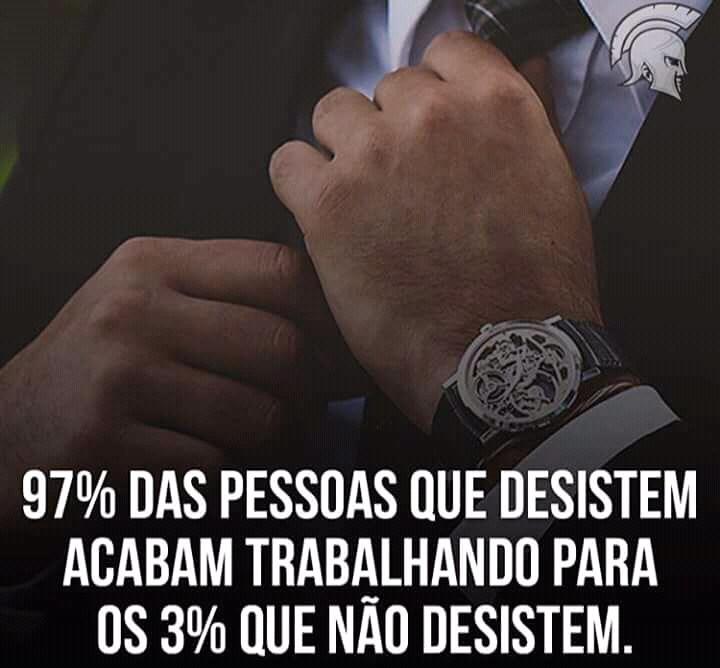 97% DAS PESSOAS QUE DESISTEM
ACABAM TRABALHANDO PARA
OS 3% QUE NÃO DESISTEM.